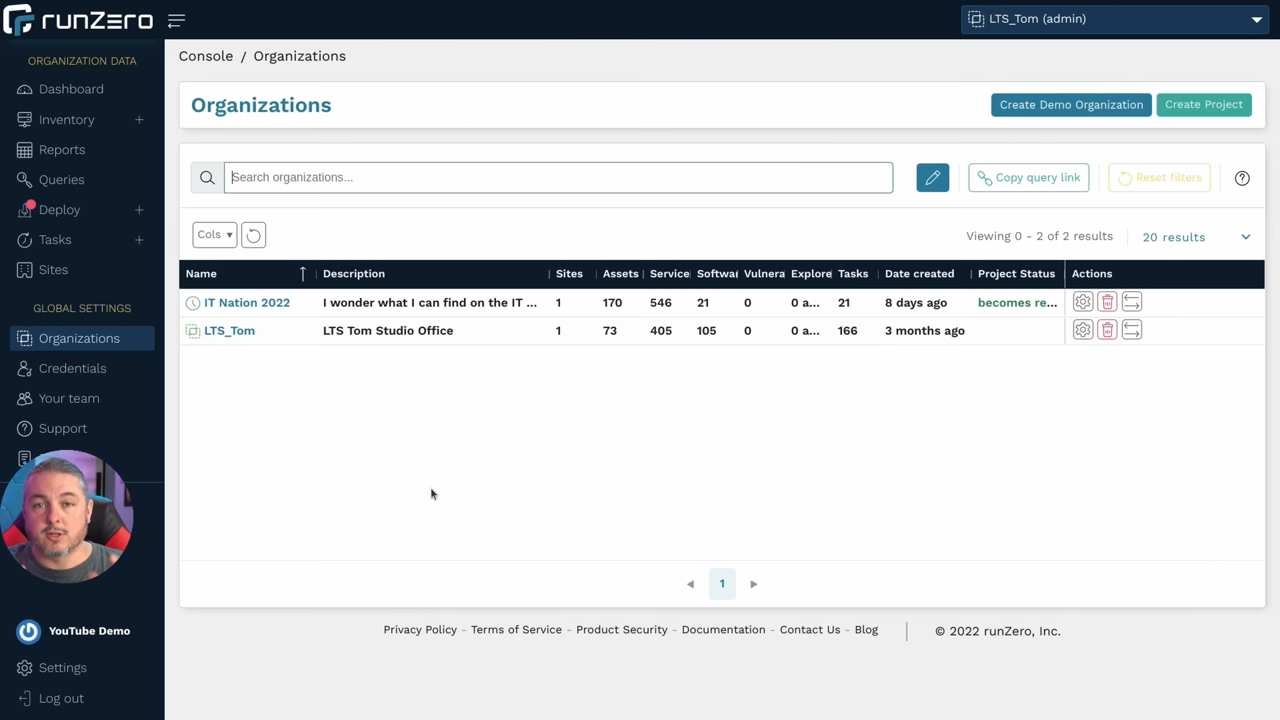 runZero
LTS_Tom (admin)
ORGANIZATION DATA
Dashboard
Inventory +
Reports
Queries
Deploy +
Tasks +
Sites
GLOBAL SETTINGS
Organizations
Credentials
Your team
Support
YouTube Demo
Settings
Log out
Console / Organizations
Organizations
Create Demo Organization
Create Project
Search organizations...
Copy query link
Reset filters
Cols
Viewing 0 - 2 of 2 results
20 results
Name Description Sites Assets Service Softwa Vulnera Explore Tasks Date created Project Status Actions
IT Nation 2022 I wonder what I can find on the IT ... 1 170 546 21 0 0 a... 21 8 days ago becomes re...
LTS_Tom LTS Tom Studio Office 1 73 405 105 0 0 a... 166 3 months ago
1
Privacy Policy - Terms of Service - Product Security - Documentation - Contact Us - Blog
© 2022 runZero, Inc.